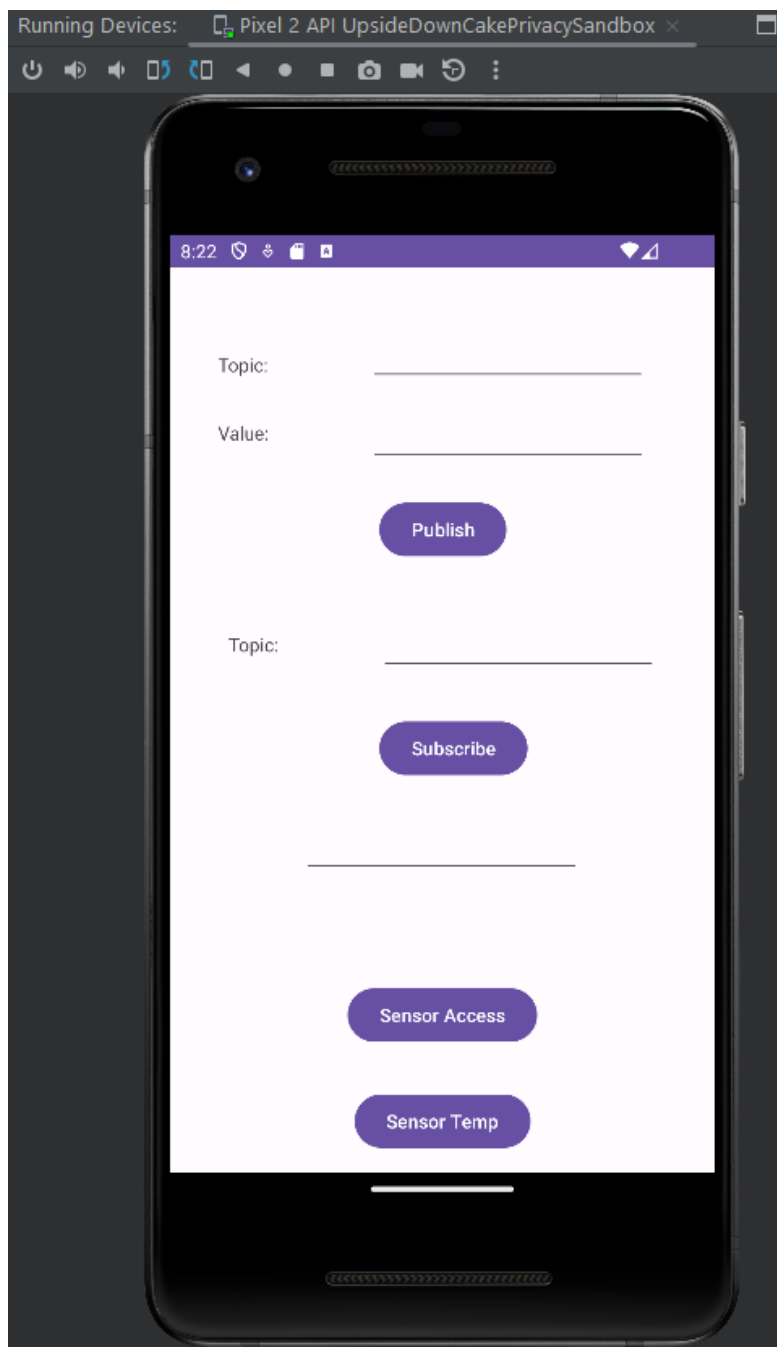 Running Devices: Pixel 2 API UpsideDownCakePrivacySandbox
8:22 A
Topic:
Value:
Publish
Topic:
Subscribe
Sensor Access
Sensor Temp